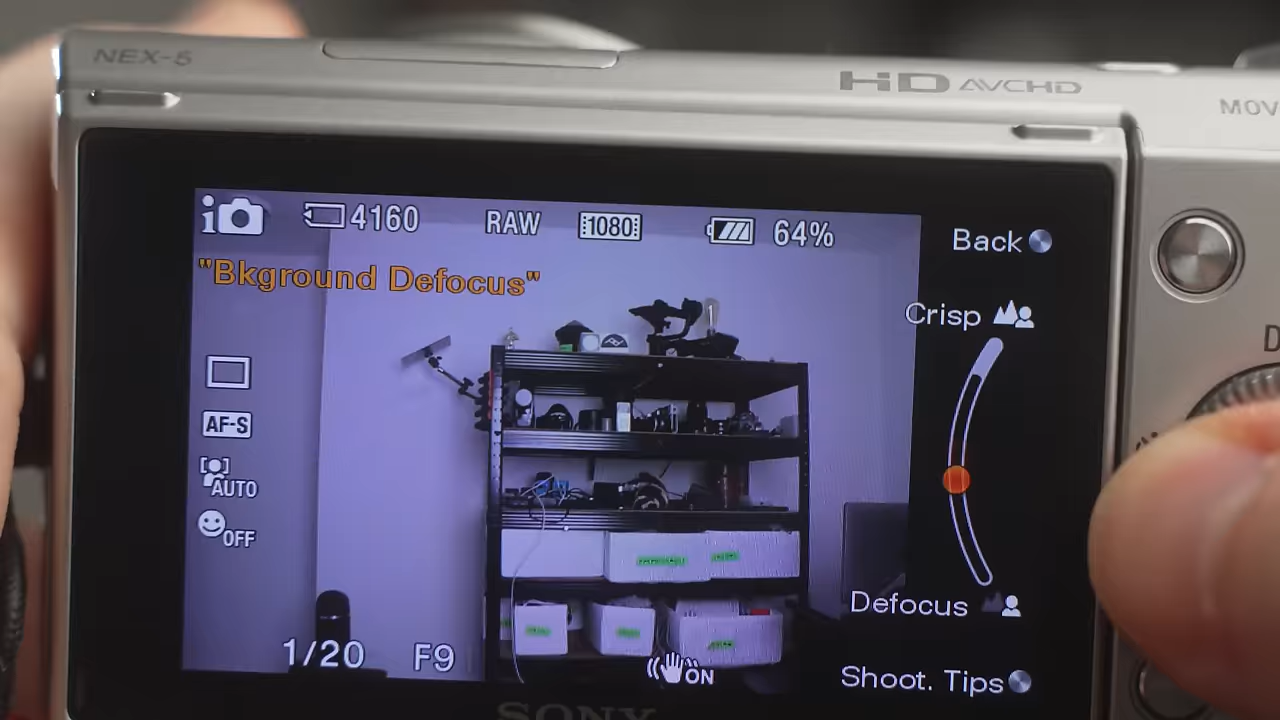 NEX-5
HD AVCHD
MOV
i 4160 RAW 1080 64%
Back
"Bkground Defocus"
Crisp
D
AF-S
AUTO
OFF
Defocus
1/20 F9
ON
Shoot. Tips
SONY